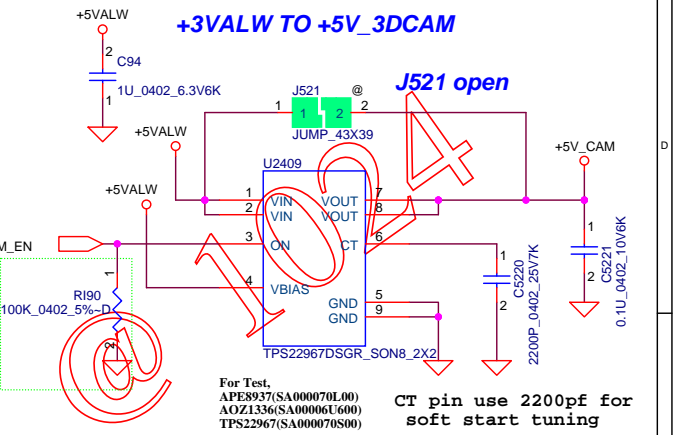 +3VALW TO +5V_3DCAM
+5VALW
2
C94
1U_0402_6.3V6K
1
J521 open
J521
@
1
1
2
2
JUMP_43X39
+5VALW
+5V_CAM
D
U2409
+5VALW
1
VIN
VOUT
7
2
VIN
VOUT
8
M_EN
3
ON
CT
6
1
C5221
0.1U_0402_10V6K
2
1
C5220
2200P_0402_25V7K
2
4
VBIAS
GND
5
GND
9
1
RI90
100K_0402_5%~D
2
TPS22967DSGR_SON8_2X2
1024
@
For Test,
APE8937(SA000070L00)
AOZ1336(SA00006U600)
TPS22967(SA000070S00)
CT pin use 2200pf for
soft start tuning